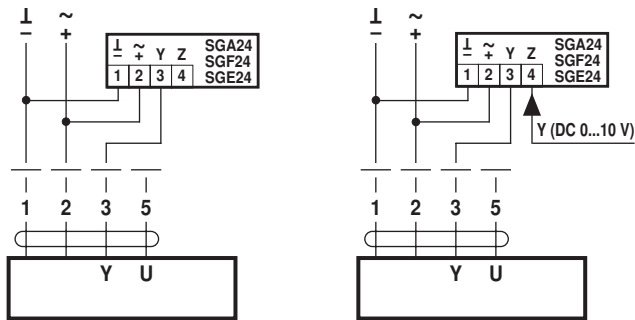 ⊥ ~
– +
⊥ ~ Y Z SGA24
– + SGF24
1 2 3 4 SGE24
1 2 3 5
Y U
⊥ ~
– +
⊥ ~ Y Z SGA24
– + SGF24
1 2 3 4 SGE24
Y (DC 0...10 V)
1 2 3 5
Y U